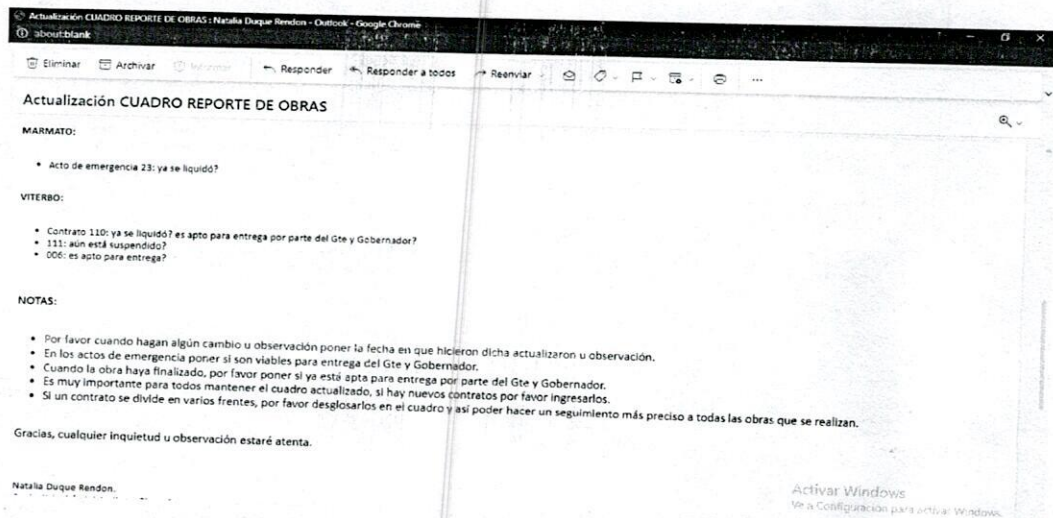 Actualización CUADRO REPORTE DE OBRAS : Natalia Duque Rendon - Outlook - Google Chrome
about:blank
Eliminar Archivar Responder Responder a todos Reenviar
Actualización CUADRO REPORTE DE OBRAS
MARMATO:
• Acto de emergencia 23: ya se liquidó?
VITERBO:
• Contrato 110: ya se liquidó? es apto para entrega por parte del Gte y Gobernador?
• 111: aún está suspendido?
• 006: es apto para entrega?
NOTAS:
• Por favor cuando hagan algún cambio u observación poner la fecha en que hicieron dicha actualizaron u observación.
• En los actos de emergencia poner si son viables para entrega del Gte y Gobernador.
• Cuando la obra haya finalizado, por favor poner si ya está apta para entrega por parte del Gte y Gobernador.
• Es muy importante para todos mantener el cuadro actualizado, si hay nuevos contratos por favor ingresarlos.
• Si un contrato se divide en varios frentes, por favor desglosarlos en el cuadro y así poder hacer un seguimiento más preciso a todas las obras que se realizan.
Gracias, cualquier inquietud u observación estaré atenta.
Natalia Duque Rendon.
Activar Windows
Ve a Configuración para activar Windows.